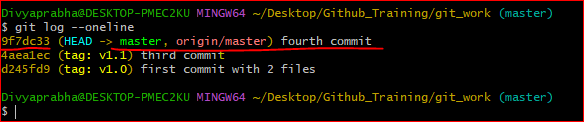 Divyaprabha@DESKTOP-PMEC2KU MINGW64 ~/Desktop/Github_Training/git_work (master)
$ git log --oneline
9f7dc33 (HEAD -> master, origin/master) fourth commit
4aea1ec (tag: v1.1) third commit
d245fd9 (tag: v1.0) first commit with 2 files
Divyaprabha@DESKTOP-PMEC2KU MINGW64 ~/Desktop/Github_Training/git_work (master)
$